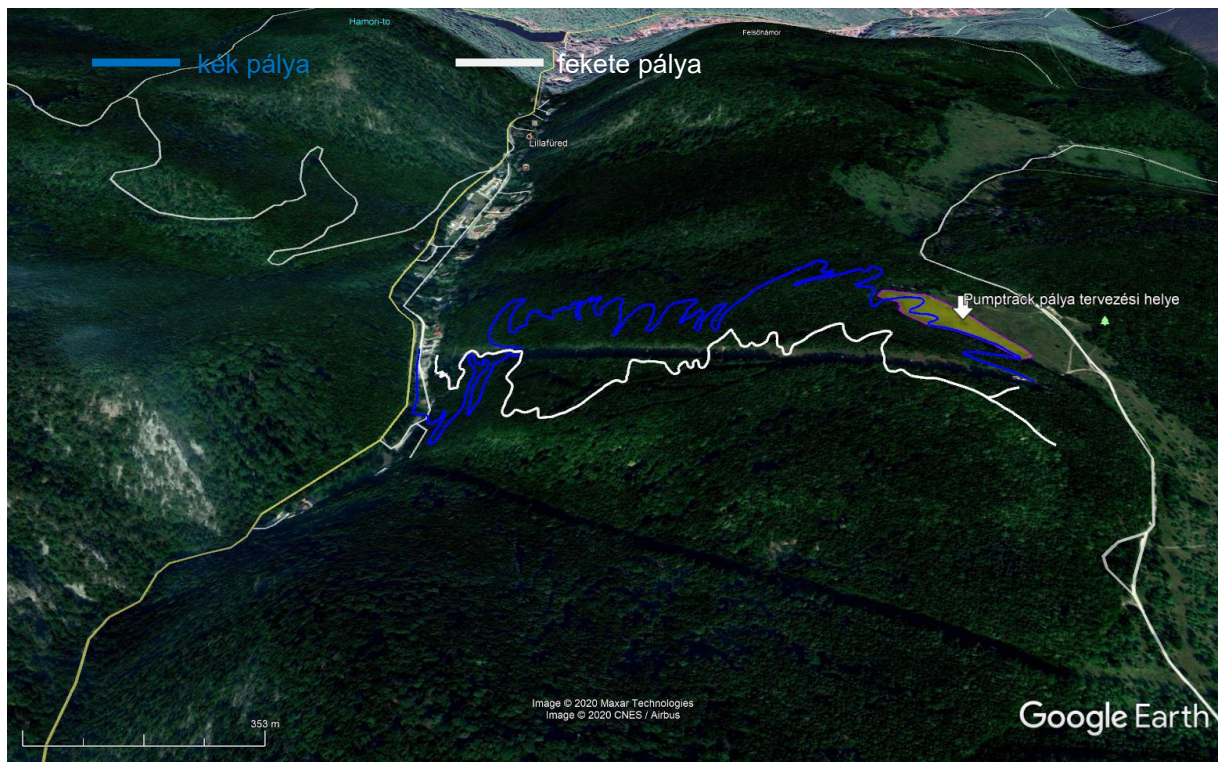 Hamori-to
Felsőhámor
kék pálya
fekete pálya
Lillafüred
Pumptrack pálya tervezési helye
353 m
Image © 2020 Maxar Technologies
Image © 2020 CNES / Airbus
Google Earth